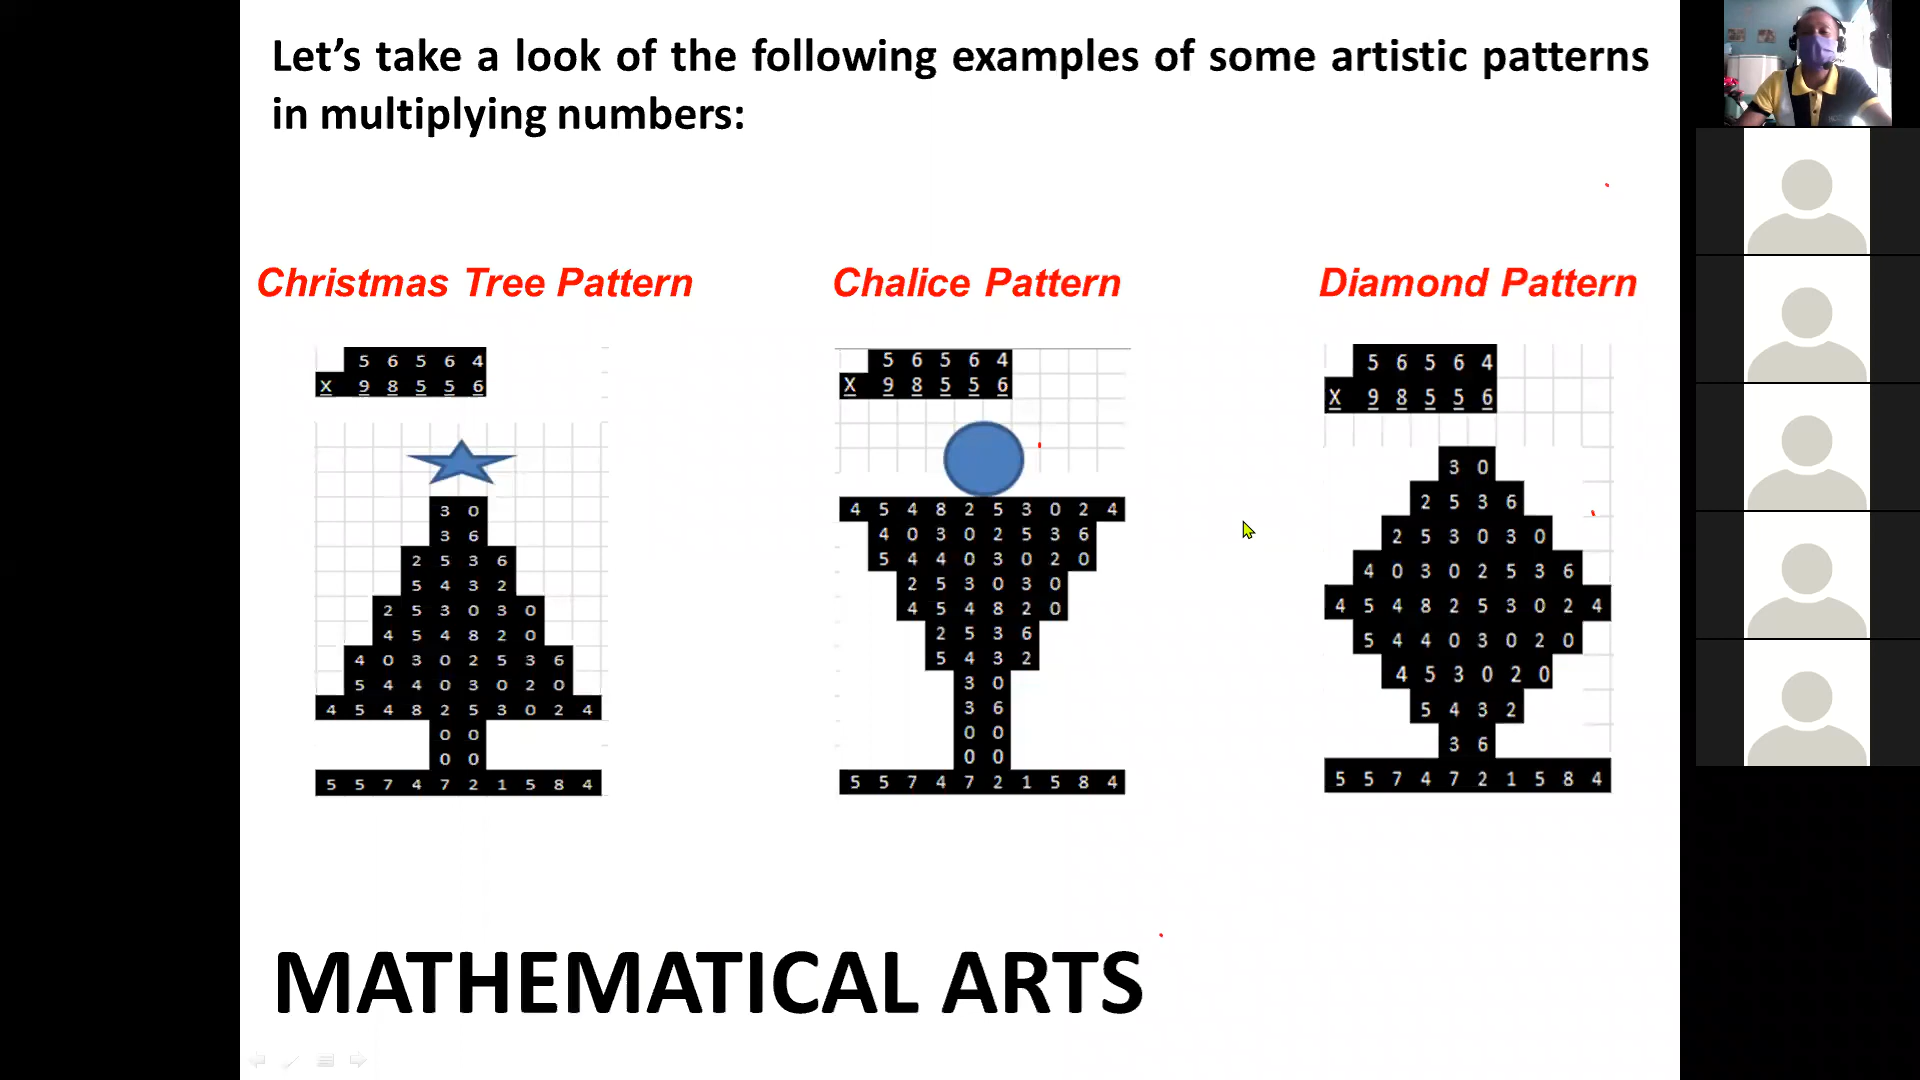 Let's take a look of the following examples of some artistic patterns
in multiplying numbers:
Christmas Tree Pattern
5 6 5 6 4
X 9 8 5 5 6
3 0
3 6
2 5 3 6
5 4 3 2
2 5 3 0 3 0
4 5 4 8 2 0
4 0 3 0 2 5 3 6
5 4 4 0 3 0 2 0
4 5 4 8 2 5 3 0 2 4
0 0
0 0
5 5 7 4 7 2 1 5 8 4
Chalice Pattern
5 6 5 6 4
X 9 8 5 5 6
4 5 4 8 2 5 3 0 2 4
4 0 3 0 2 5 3 6
5 4 4 0 3 0 2 0
2 5 3 0 3 0
4 5 4 8 2 0
2 5 3 6
5 4 3 2
3 0
3 6
0 0
0 0
5 5 7 4 7 2 1 5 8 4
Diamond Pattern
5 6 5 6 4
X 9 8 5 5 6
3 0
2 5 3 6
2 5 3 0 3 0
4 0 3 0 2 5 3 6
4 5 4 8 2 5 3 0 2 4
5 4 4 0 3 0 2 0
4 5 3 0 2 0
5 4 3 2
3 6
5 5 7 4 7 2 1 5 8 4
MATHEMATICAL ARTS